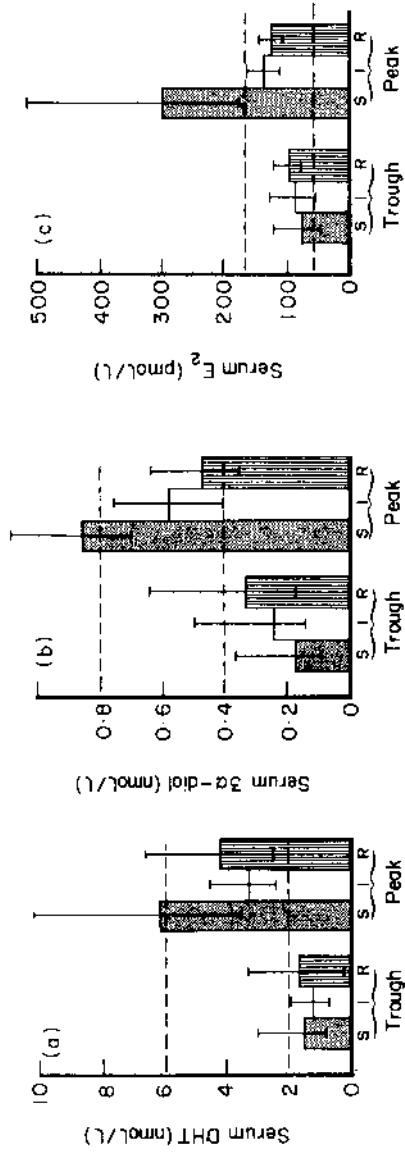 (a)
Serum DHT (nmol/L)
10
8
6
4
2
0
S I R S I R
Trough Peak
(b)
Serum 3α-diol (nmol/L)
0·8
0·6
0·4
0·2
0
S I R S I R
Trough Peak
(c)
Serum E2 (pmol/L)
500
400
300
200
100
0
S I R S I R
Trough Peak